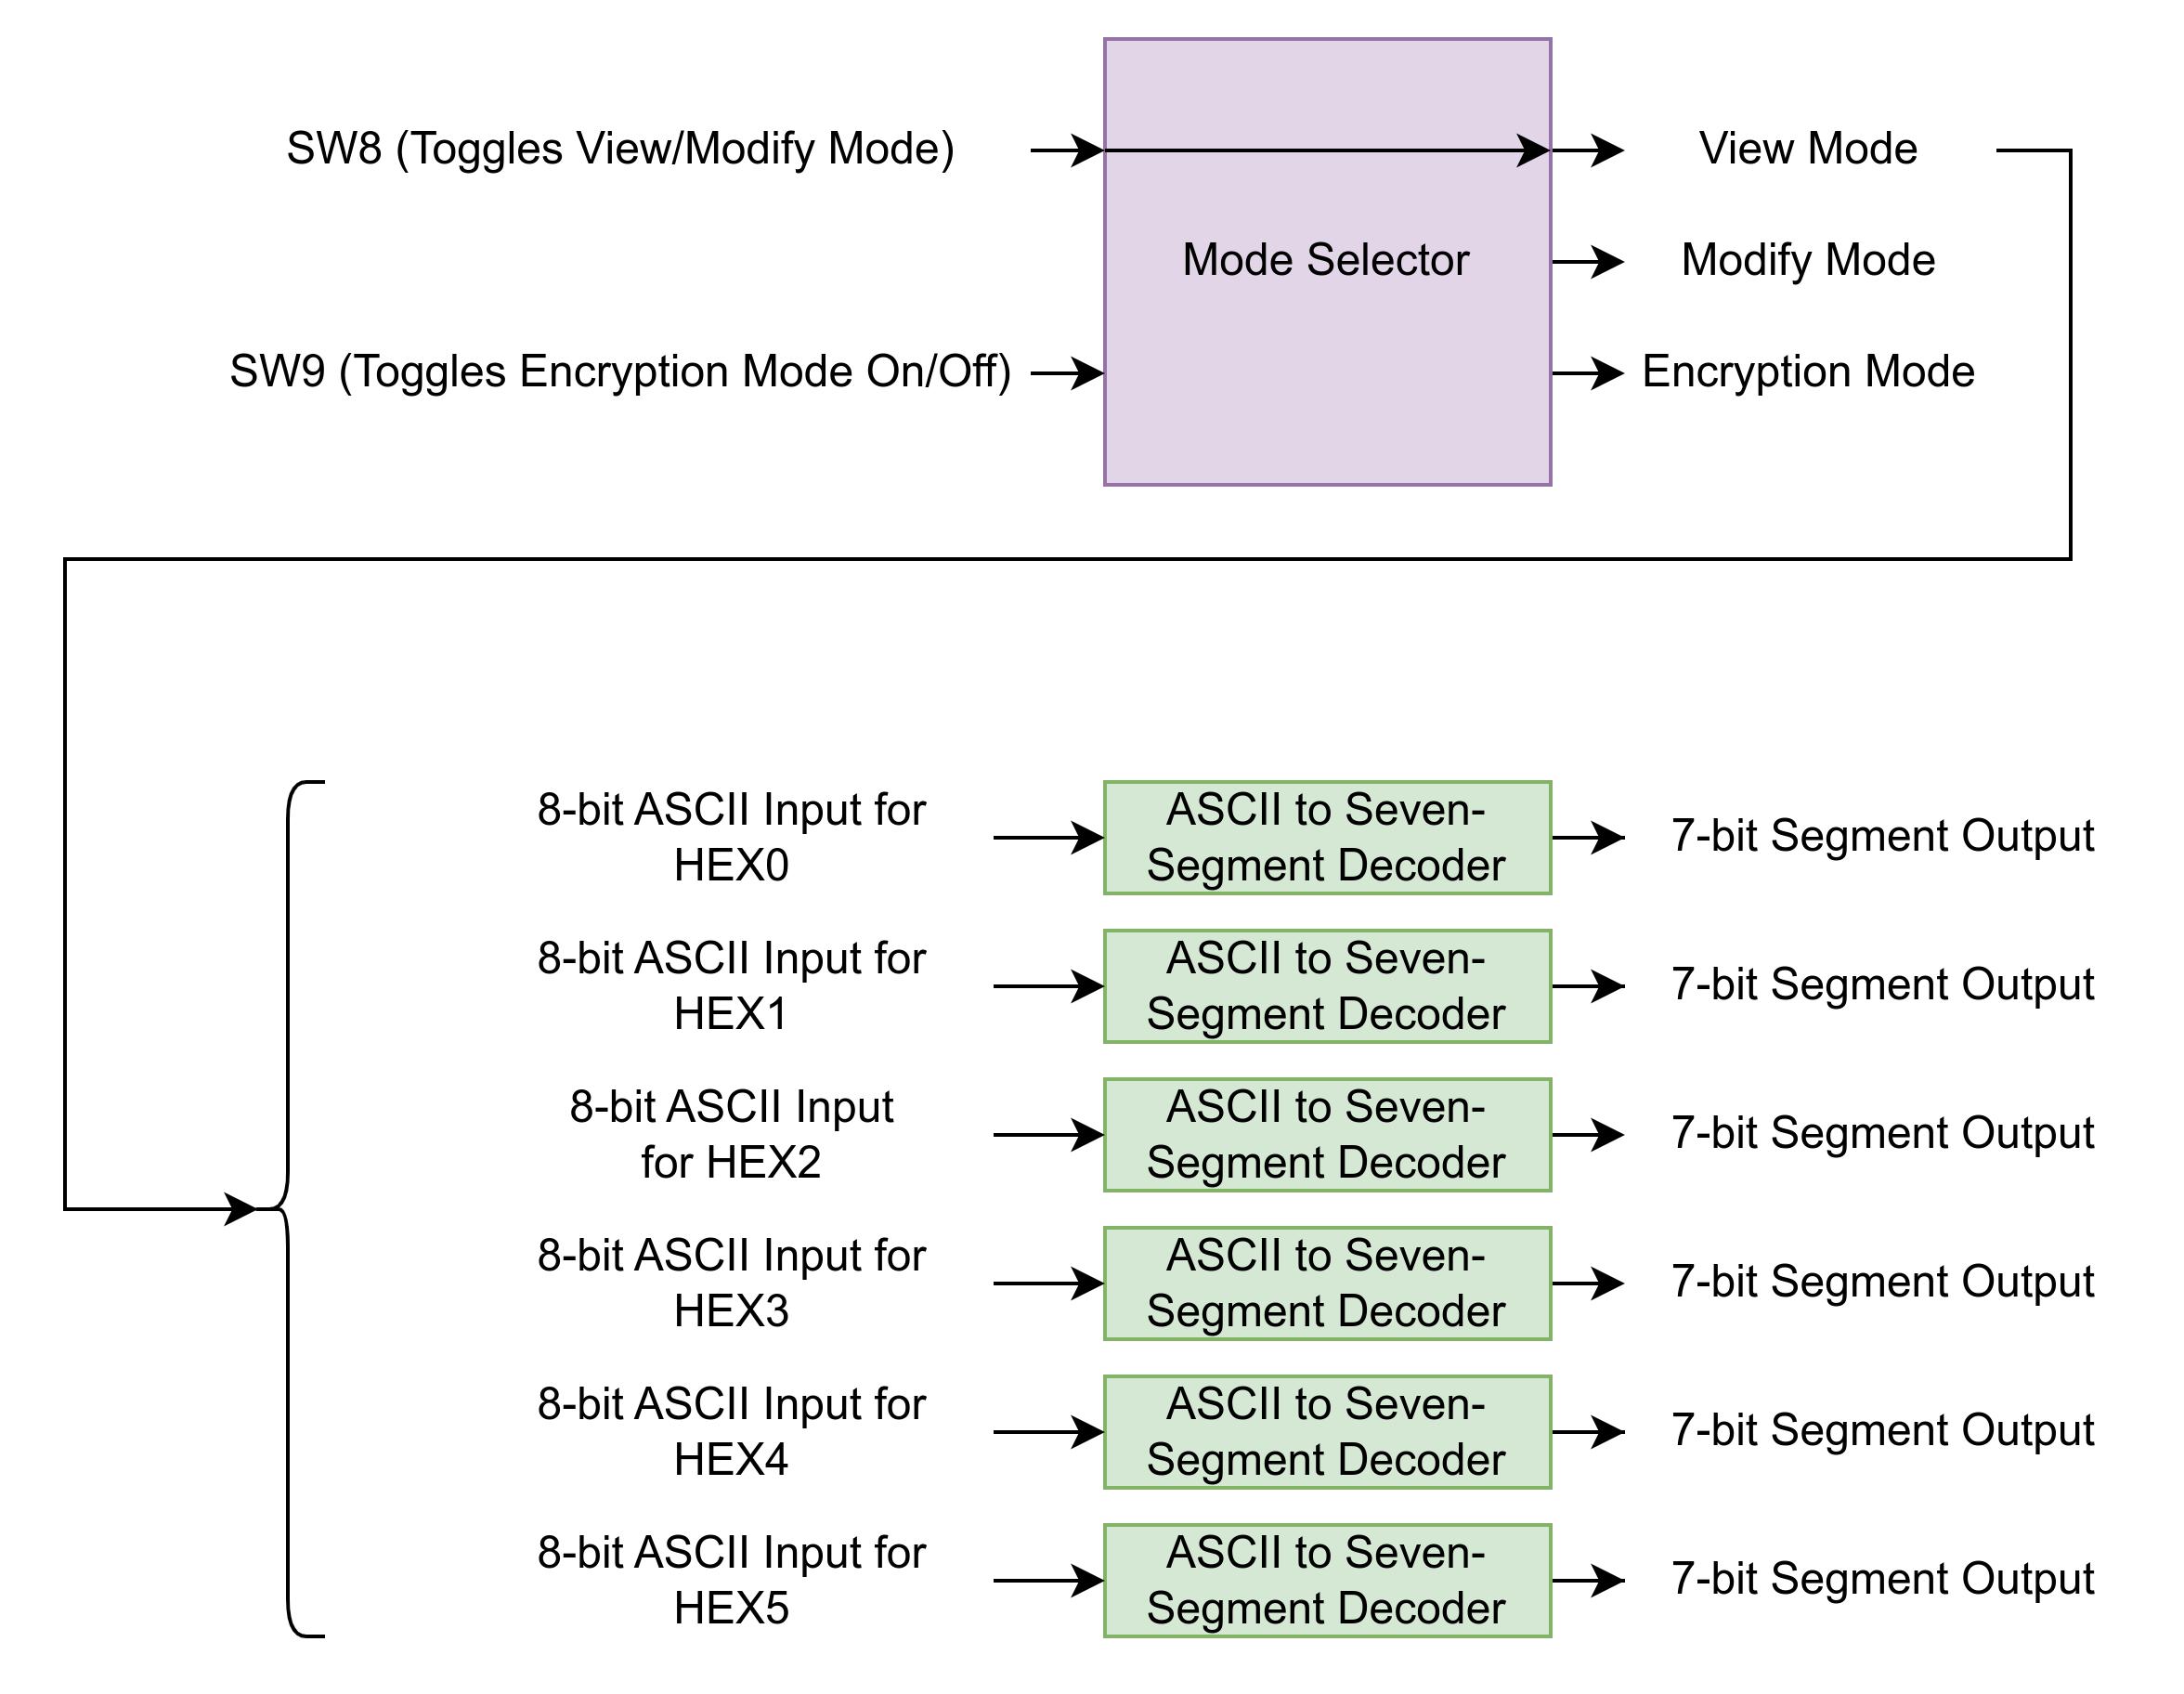 SW8 (Toggles View/Modify Mode)
View Mode
Mode Selector
Modify Mode
SW9 (Toggles Encryption Mode On/Off)
Encryption Mode
8-bit ASCII Input for
HEX0
ASCII to Seven-
Segment Decoder
7-bit Segment Output
8-bit ASCII Input for
HEX1
ASCII to Seven-
Segment Decoder
7-bit Segment Output
8-bit ASCII Input
for HEX2
ASCII to Seven-
Segment Decoder
7-bit Segment Output
8-bit ASCII Input for
HEX3
ASCII to Seven-
Segment Decoder
7-bit Segment Output
8-bit ASCII Input for
HEX4
ASCII to Seven-
Segment Decoder
7-bit Segment Output
8-bit ASCII Input for
HEX5
ASCII to Seven-
Segment Decoder
7-bit Segment Output